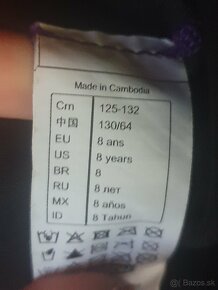 Made in Cambodia
Cm 125-132
中国 130/64
EU 8 ans
US 8 years
BR 8
RU 8 лет
MX 8 años
ID 8 Tahun
bazos.sk